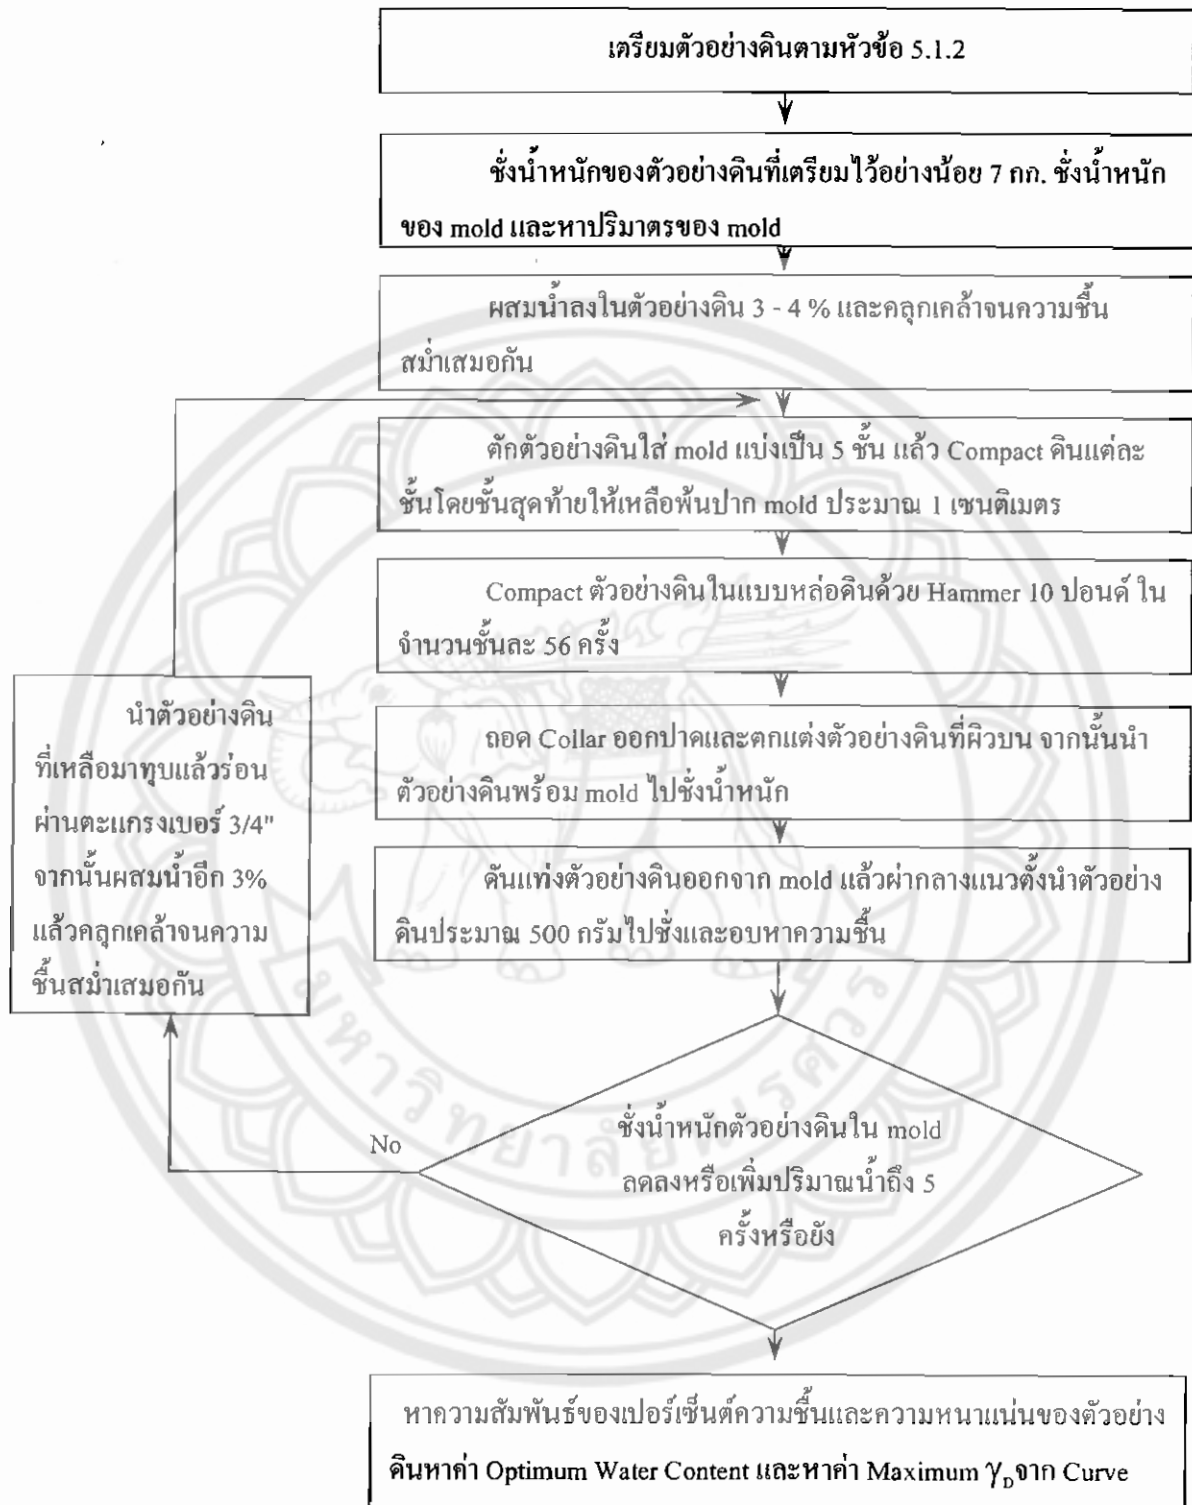 เตรียมตัวอย่างดินตามหัวข้อ 5.1.2
ชั่งน้ำหนักของตัวอย่างดินที่เตรียมไว้อย่างน้อย 7 กก. ชั่งน้ำหนัก
ของ mold และหาปริมาตรของ mold
ผสมน้ำลงในตัวอย่างดิน 3 - 4 % และคลุกเคล้าจนความชื้น
สม่ำเสมอกัน
ตักตัวอย่างดินใส่ mold แบ่งเป็น 5 ชั้น แล้ว Compact ดินแต่ละ
ชั้นโดยชั้นสุดท้ายให้เหลือพ้นปาก mold ประมาณ 1 เซนติเมตร
Compact ตัวอย่างดินในแบบหล่อดินด้วย Hammer 10 ปอนด์ ใน
จำนวนชั้นละ 56 ครั้ง
ถอด Collar ออกปาดและตกแต่งตัวอย่างดินที่ผิวบน จากนั้นนำ
ตัวอย่างดินพร้อม mold ไปชั่งน้ำหนัก
ดันแท่งตัวอย่างดินออกจาก mold แล้วผ่ากลางแนวตั้งนำตัวอย่าง
ดินประมาณ 500 กรัมไปชั่งและอบหาความชื้น
นำตัวอย่างดิน
ที่เหลือมาทุบแล้วร่อน
ผ่านตะแกรงเบอร์ 3/4"
จากนั้นผสมน้ำอีก 3%
แล้วคลุกเคล้าจนความ
ชื้นสม่ำเสมอกัน
ชั่งน้ำหนักตัวอย่างดินใน mold
ลดลงหรือเพิ่มปริมาณน้ำถึง 5
ครั้งหรือยัง
No
หาความสัมพันธ์ของเปอร์เซ็นต์ความชื้นและความหนาแน่นของตัวอย่าง
ดินหาค่า Optimum Water Content และหาค่า Maximum γ_D จาก Curve
มหาวิทยาลัยนเรศวร